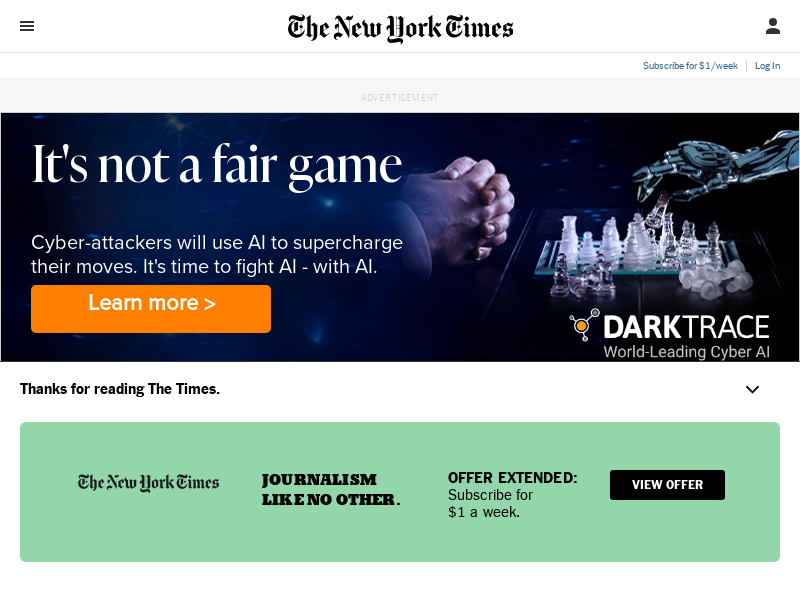 The New York Times
Subscribe for $1/week
Log In
ADVERTISEMENT
It's not a fair game
Cyber-attackers will use AI to supercharge
their moves. It's time to fight AI - with AI.
Learn more >
DARKTRACE
World-Leading Cyber AI
Thanks for reading The Times.
The New York Times
JOURNALISM
LIKE NO OTHER.
OFFER EXTENDED:
Subscribe for
$1 a week.
VIEW OFFER